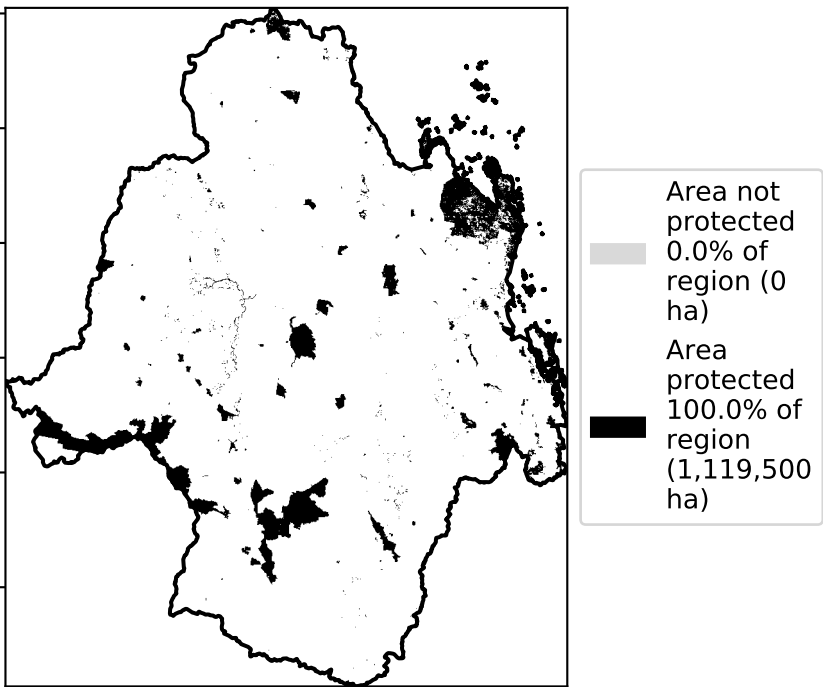 Area not
protected
0.0% of
region (0
ha)
Area
protected
100.0% of
region
(1,119,500
ha)